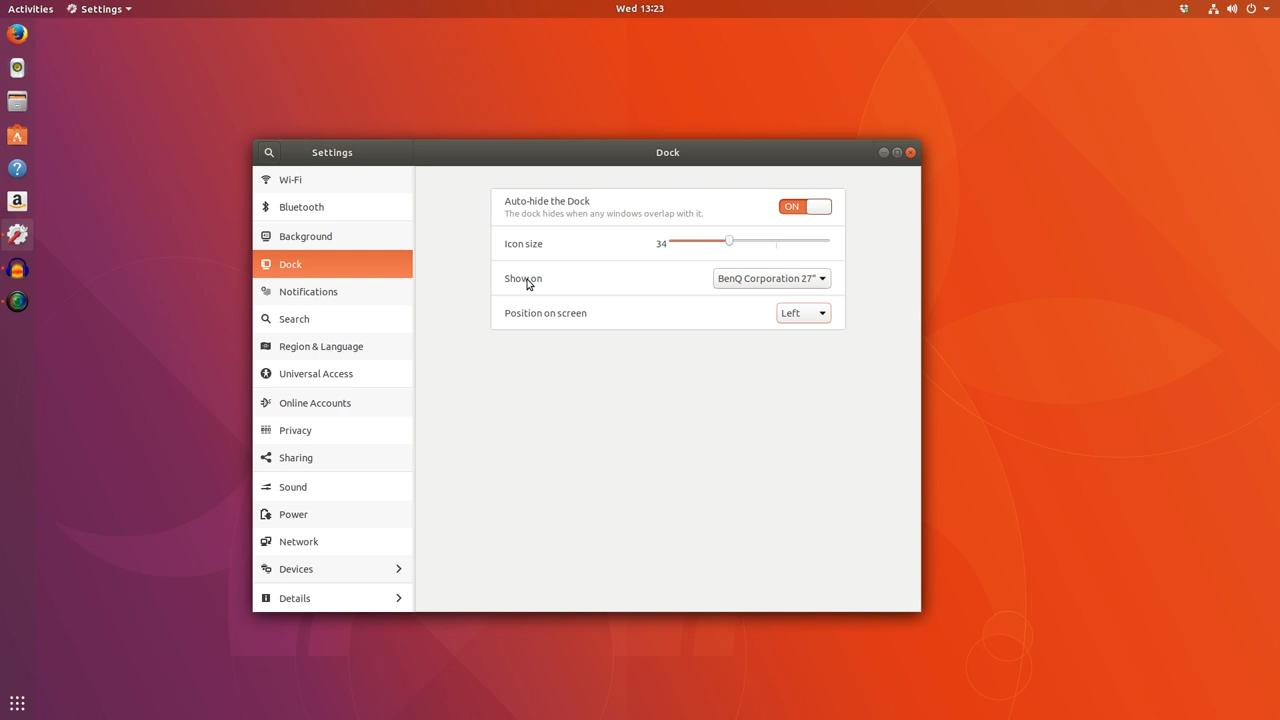 Activities
Settings
Wed 13:23
Settings
Dock
Wi-Fi
Bluetooth
Background
Dock
Notifications
Search
Region & Language
Universal Access
Online Accounts
Privacy
Sharing
Sound
Power
Network
Devices
Details
Auto-hide the Dock
The dock hides when any windows overlap with it.
ON
Icon size
34
Show on
BenQ Corporation 27"
Position on screen
Left